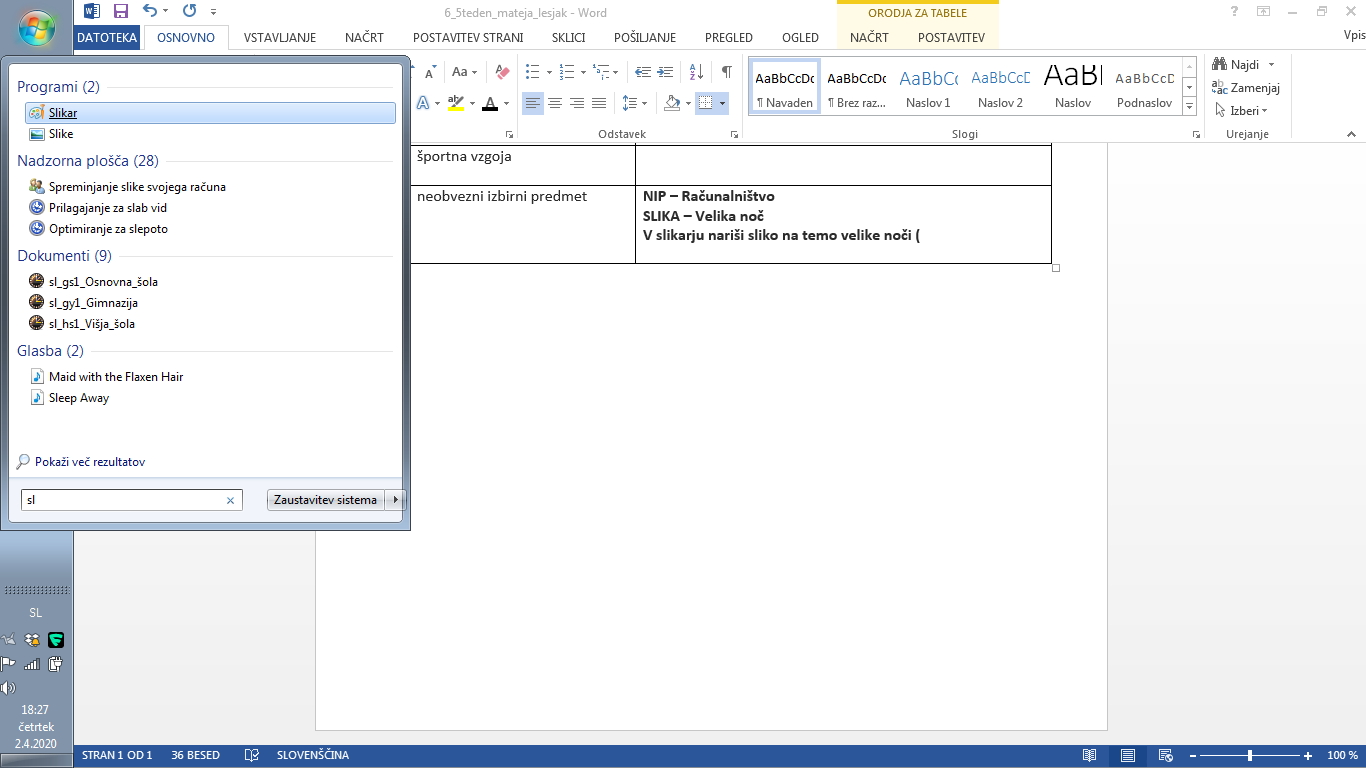 6_5teden_mateja_lesjak - Word
ORODJA ZA TABELE
DATOTEKA
OSNOVNO
VSTAVLJANJE
NAČRT
POSTAVITEV STRANI
SKLICI
POŠILJANJE
PREGLED
OGLED
NAČRT
POSTAVITEV
Vpis
Programi (2)
Slikar
Slike
Nadzorna plošča (28)
Spreminjanje slike svojega računa
Prilagajanje za slab vid
Optimiranje za slepoto
Dokumenti (9)
sl_gs1_Osnovna_šola
sl_gy1_Gimnazija
sl_hs1_Višja_šola
Glasba (2)
Maid with the Flaxen Hair
Sleep Away
Pokaži več rezultatov
sl
Zaustavitev sistema
Aa
Odstavek
AaBbCcDc
¶ Navaden
AaBbCcDc
¶ Brez raz...
AaBbCc
Naslov 1
AaBbCcD
Naslov 2
AaBl
Naslov
AaBbCcD
Podnaslov
Slogi
Najdi
Zamenjaj
Izberi
Urejanje
športna vzgoja
neobvezni izbirni predmet
NIP – Računalništvo
SLIKA – Velika noč
V slikarju nariši sliko na temo velike noči (
SL
18:27
četrtek
2.4.2020
STRAN 1 OD 1
36 BESED
SLOVENŠČINA
100 %